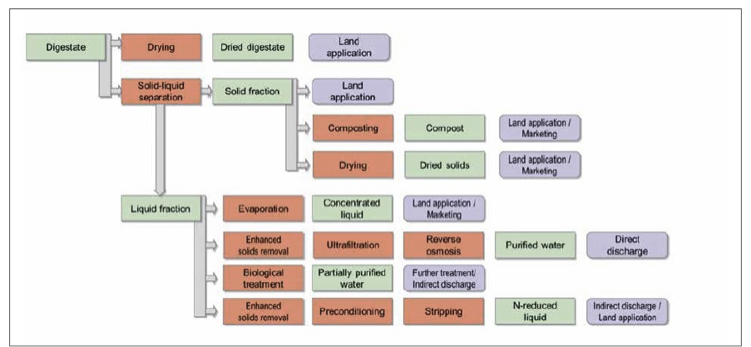 Digestate
Drying
Dried digestate
Land
application
Solid-liquid
separation
Solid fraction
Land
application
Composting
Compost
Land application /
Marketing
Drying
Dried solids
Land application /
Marketing
Liquid fraction
Evaporation
Concentrated
liquid
Land application /
Marketing
Enhanced
solids removal
Ultrafiltration
Reverse
osmosis
Purified water
Direct
discharge
Biological
treatment
Partially purified
water
Further treatment/
Indirect discharge
Enhanced
solids removal
Preconditioning
Stripping
N-reduced
liquid
Indirect discharge /
Land application